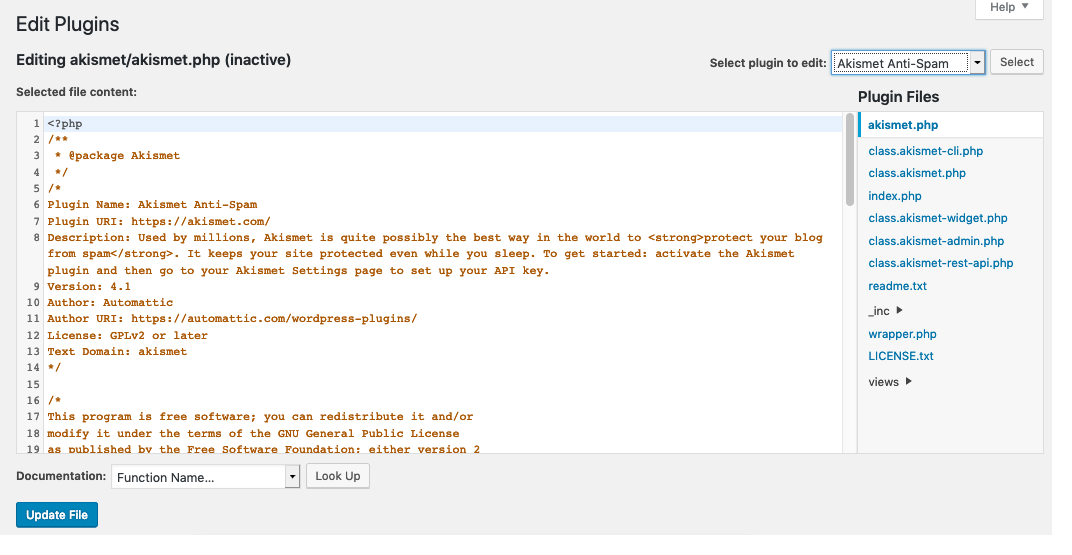 Help ▼
Edit Plugins
Editing akismet/akismet.php (inactive)
Select plugin to edit: Akismet Anti-Spam Select
Selected file content:
Plugin Files
1 <?php
2 /**
3  * @package Akismet
4  */
5 /*
6 Plugin Name: Akismet Anti-Spam
7 Plugin URI: https://akismet.com/
8 Description: Used by millions, Akismet is quite possibly the best way in the world to <strong>protect your blog
from spam</strong>. It keeps your site protected even while you sleep. To get started: activate the Akismet
plugin and then go to your Akismet Settings page to set up your API key.
9 Version: 4.1
10 Author: Automattic
11 Author URI: https://automattic.com/wordpress-plugins/
12 License: GPLv2 or later
13 Text Domain: akismet
14 */
15
16 /*
17 This program is free software; you can redistribute it and/or
18 modify it under the terms of the GNU General Public License
19 as published by the Free Software Foundation; either version 2
akismet.php
class.akismet-cli.php
class.akismet.php
index.php
class.akismet-widget.php
class.akismet-admin.php
class.akismet-rest-api.php
readme.txt
_inc ▶
wrapper.php
LICENSE.txt
views ▶
Documentation: Function Name... Look Up
Update File